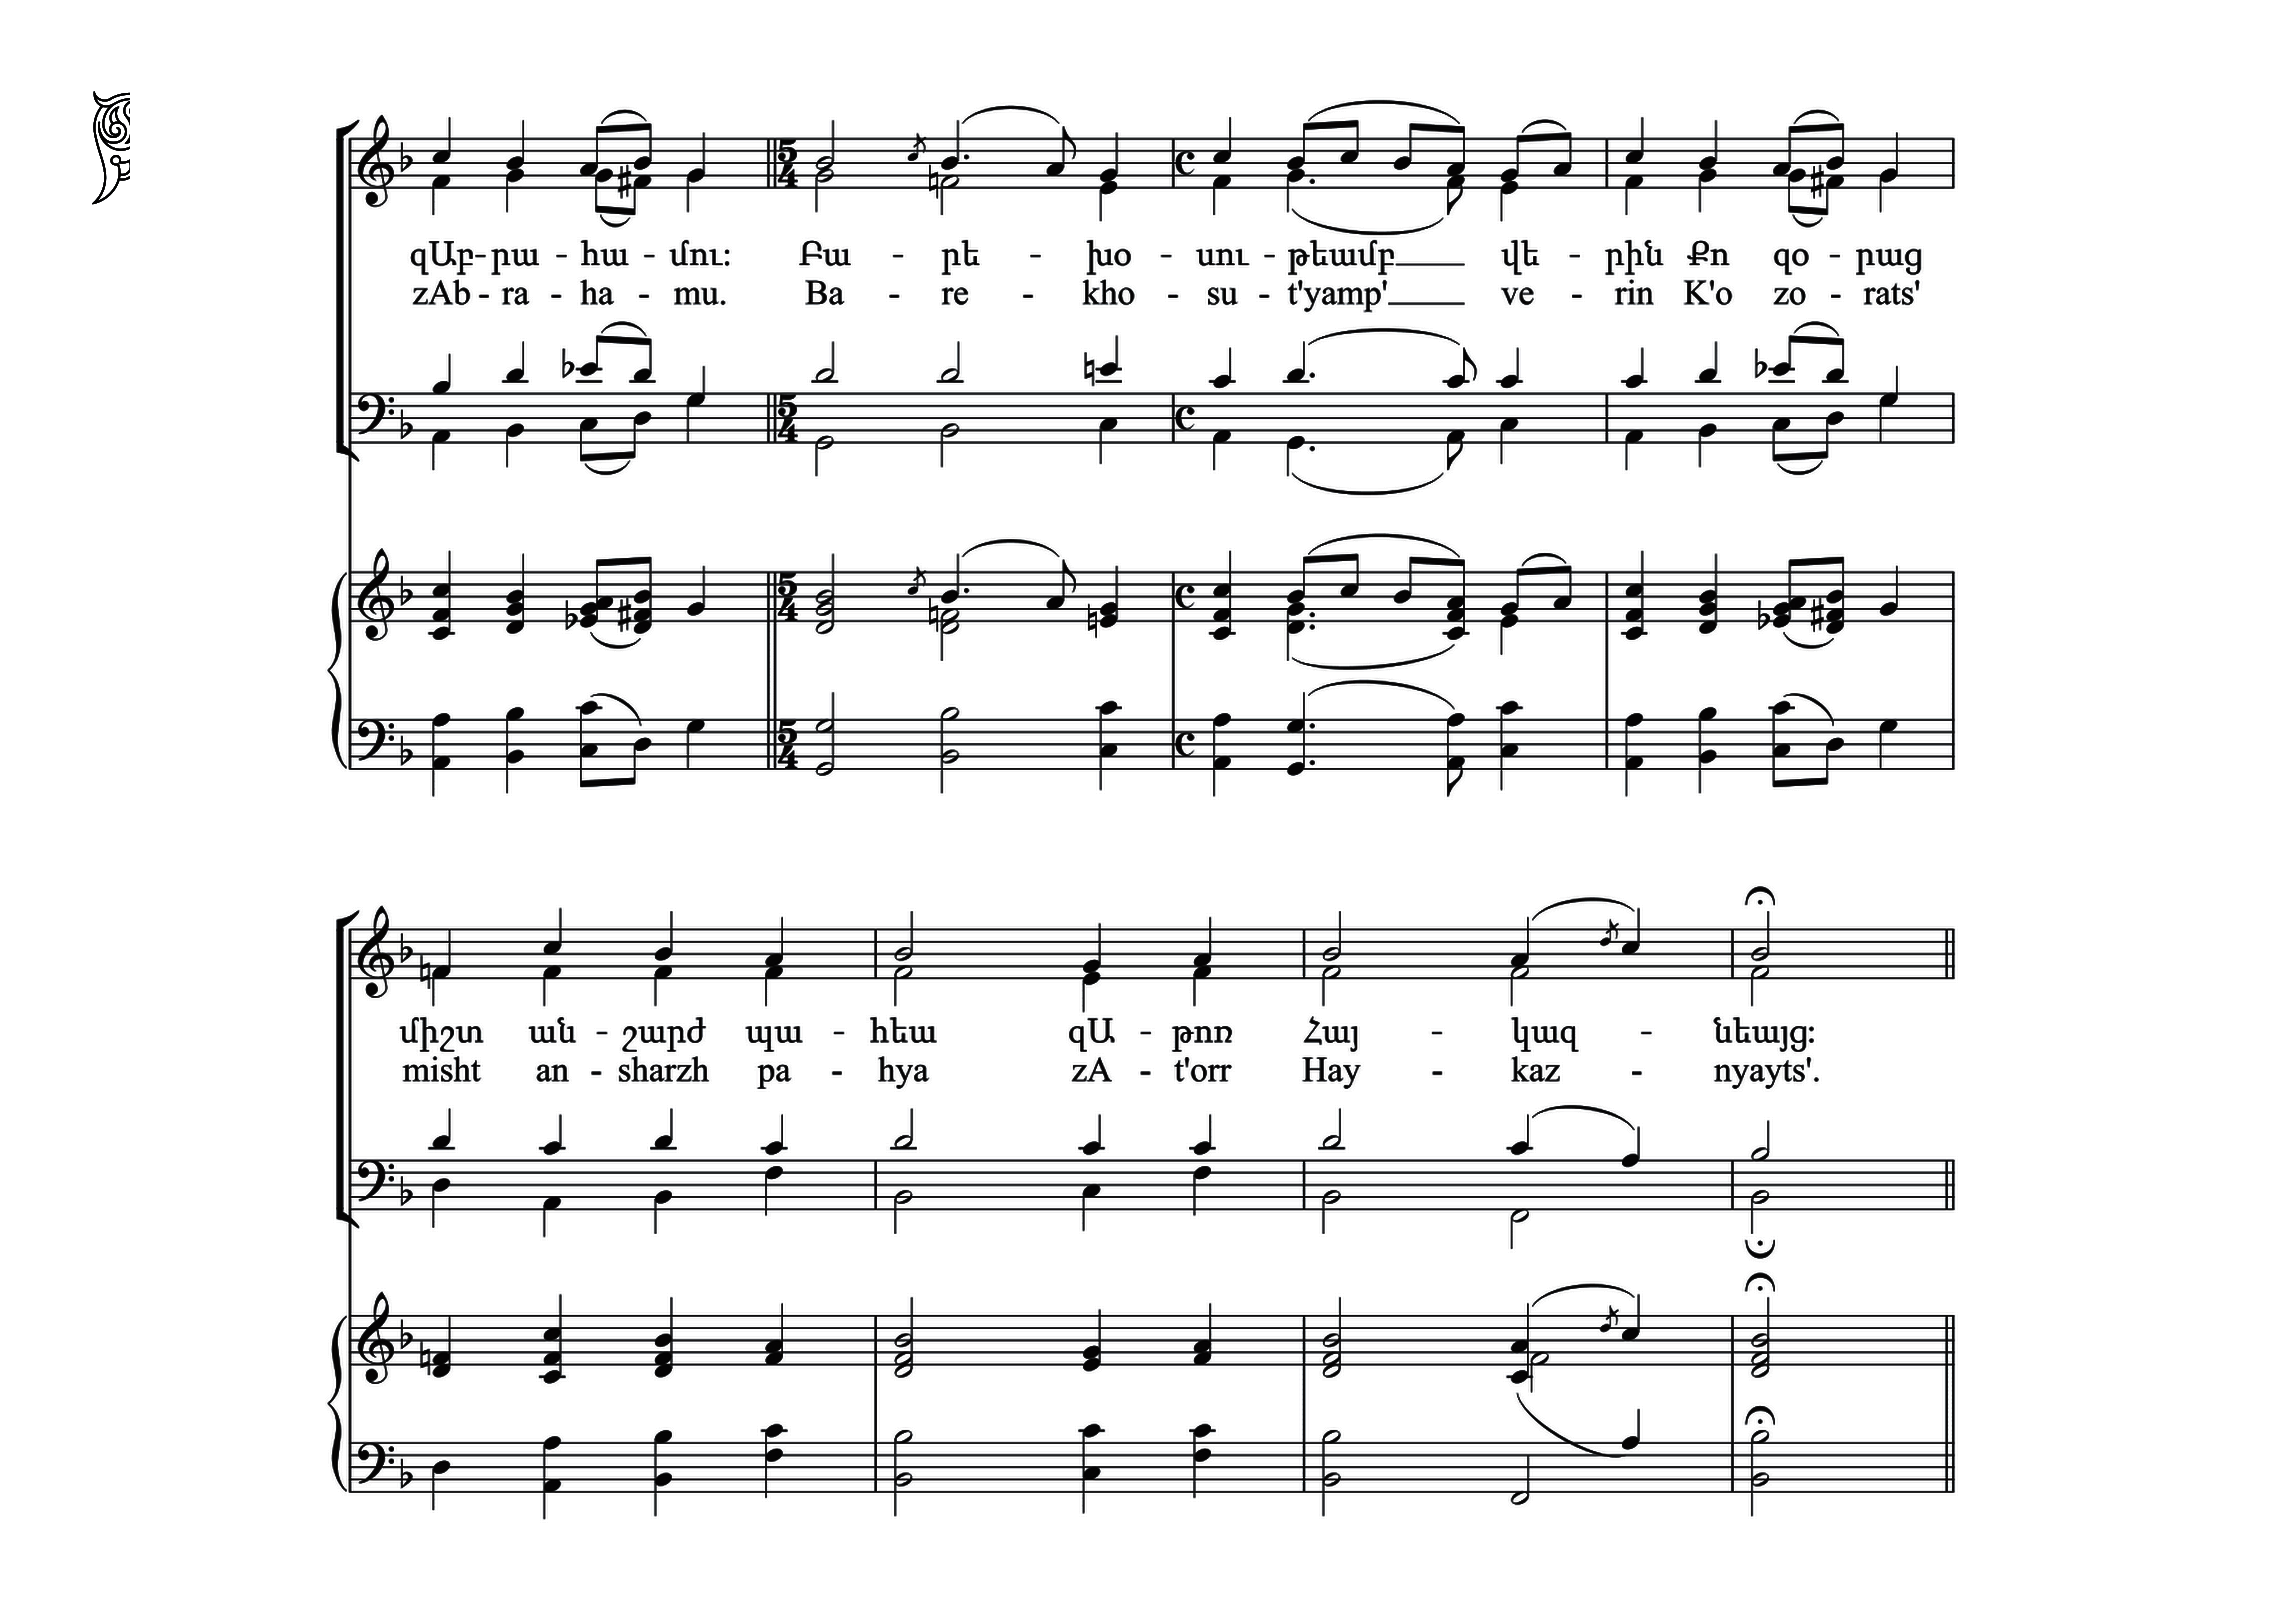 զԱբ - րա - հա - մու։ Բա - րե - խօ - սու - թեամբ վե - րին Քո զօ - րաց
zAb - ra - ha - mu. Ba - re - kho - su - t'yamp' ve - rin K'o zo - rats'
միշտ ան - շարժ պա - հեա զԱ - թոռ Հայ - կազ - նեայց։
misht an - sharzh pa - hya zA - t'orr Hay - kaz - nyayts'.